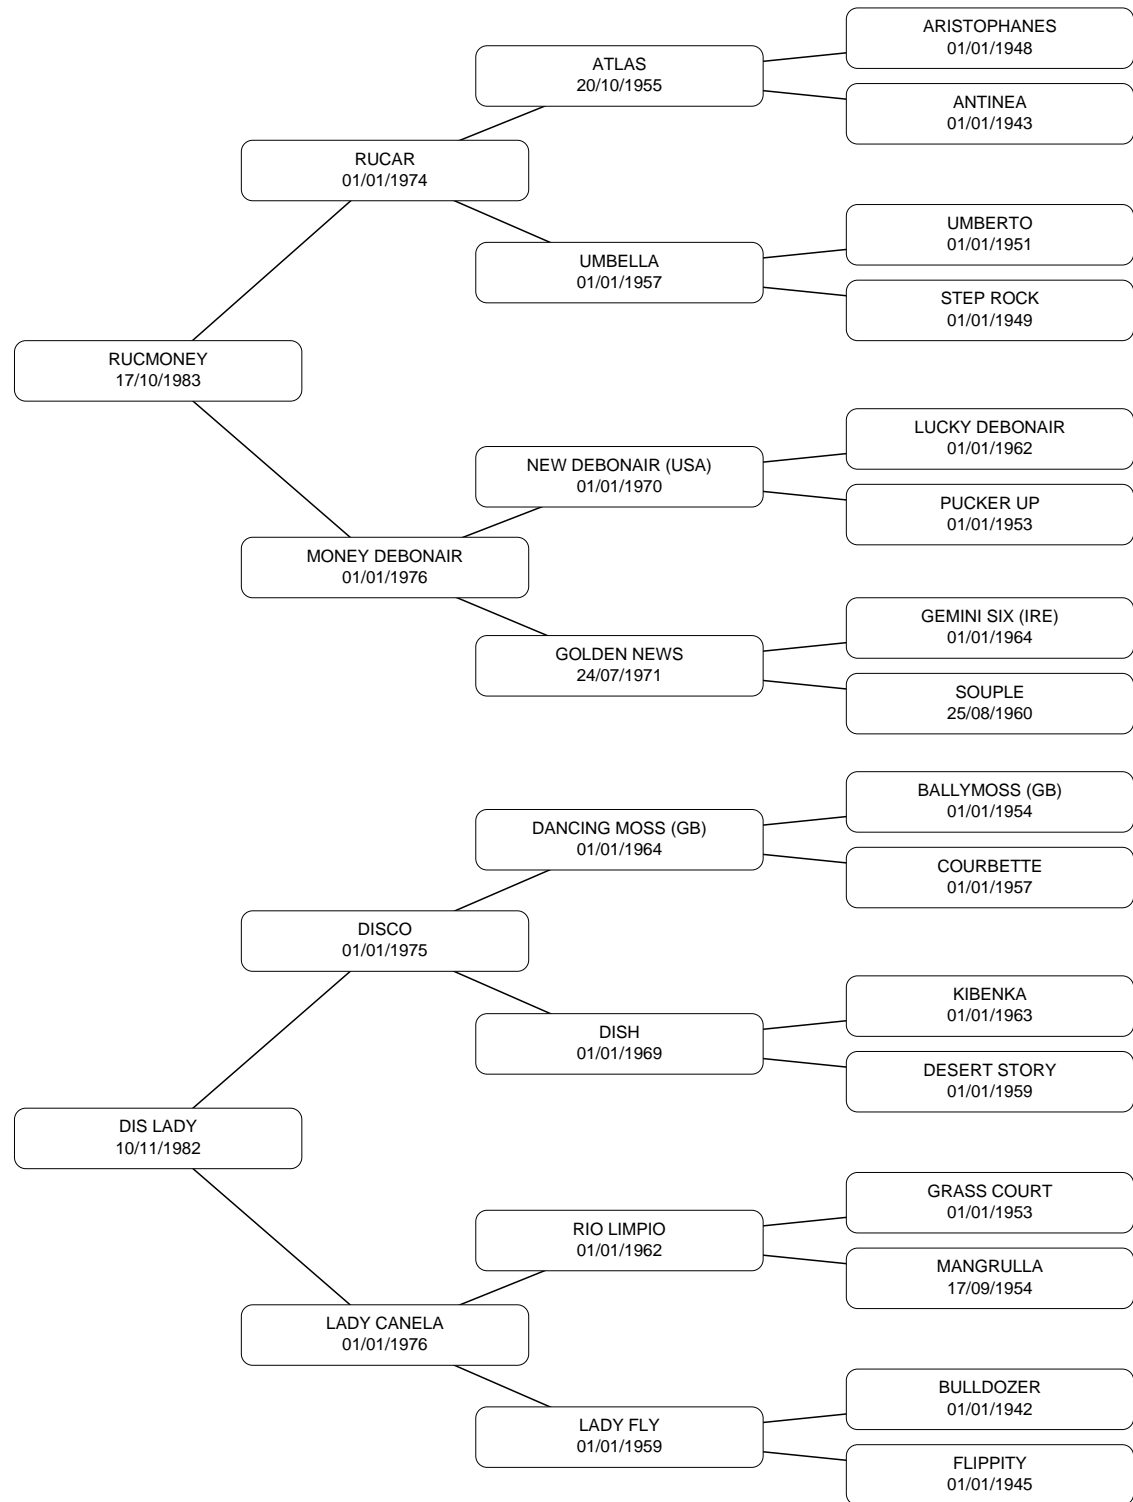 ARISTOPHANES
01/01/1948
ATLAS
20/10/1955
ANTINEA
01/01/1943
RUCAR
01/01/1974
UMBERTO
01/01/1951
UMBELLA
01/01/1957
STEP ROCK
01/01/1949
RUCMONEY
17/10/1983
LUCKY DEBONAIR
01/01/1962
NEW DEBONAIR (USA)
01/01/1970
PUCKER UP
01/01/1953
MONEY DEBONAIR
01/01/1976
GEMINI SIX (IRE)
01/01/1964
GOLDEN NEWS
24/07/1971
SOUPLE
25/08/1960
BALLYMOSS (GB)
01/01/1954
DANCING MOSS (GB)
01/01/1964
COURBETTE
01/01/1957
DISCO
01/01/1975
KIBENKA
01/01/1963
DISH
01/01/1969
DESERT STORY
01/01/1959
DIS LADY
10/11/1982
GRASS COURT
01/01/1953
RIO LIMPIO
01/01/1962
MANGRULLA
17/09/1954
LADY CANELA
01/01/1976
BULLDOZER
01/01/1942
LADY FLY
01/01/1959
FLIPPITY
01/01/1945